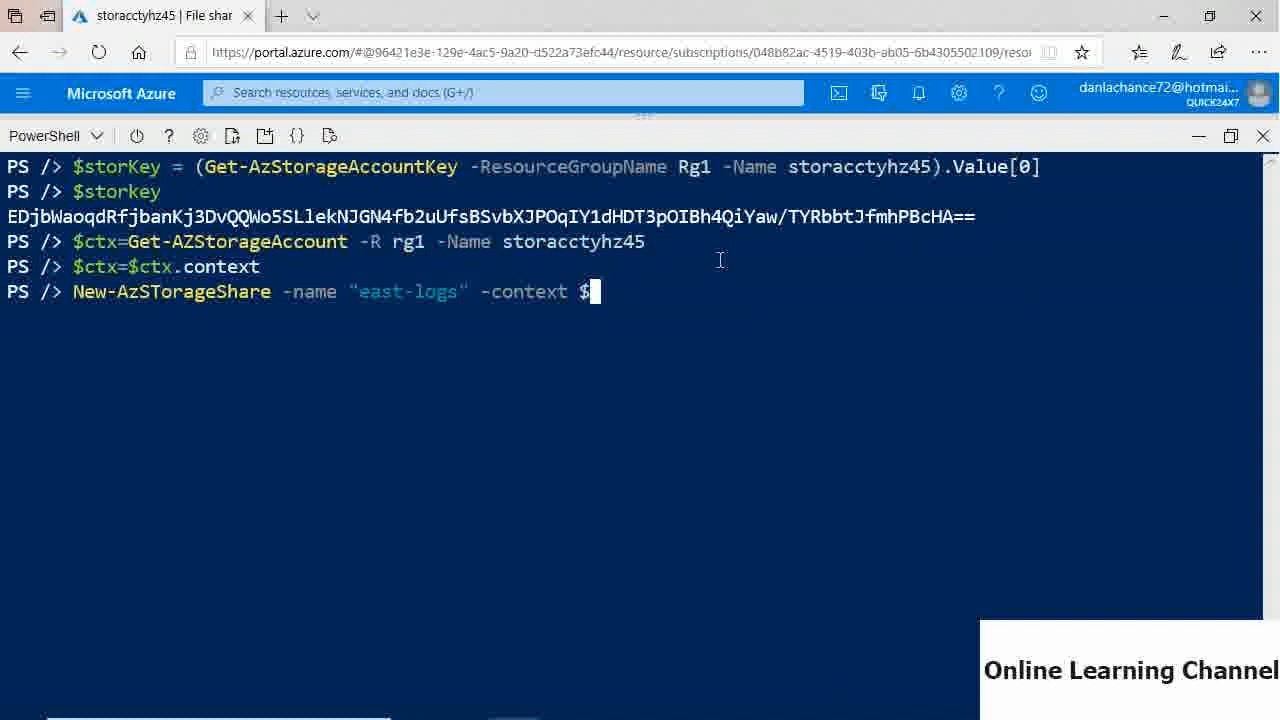 storacctyhz45 | File shar
https://portal.azure.com/#@96421e3e-129e-4ac5-9a20-d522a73efc44/resource/subscriptions/048b82ac-4519-403b-ab05-6b4305502109/resou
Microsoft Azure
Search resources, services, and docs (G+/)
danlachance72@hotmai...
QUICK24X7
PowerShell
PS /> $storKey = (Get-AzStorageAccountKey -ResourceGroupName Rg1 -Name storacctyhz45).Value[0]
PS /> $storkey
EDjbWaoqdRfjbanKj3DvQQWo5SLlekNJGN4fb2uUfsBSvbXJPOqIY1dHDT3pOIBh4QiYaw/TYRbbtJfmhPBcHA==
PS /> $ctx=Get-AZStorageAccount -R rg1 -Name storacctyhz45
PS /> $ctx=$ctx.context
PS /> New-AzSTorageShare -name "east-logs" -context $
Online Learning Channel